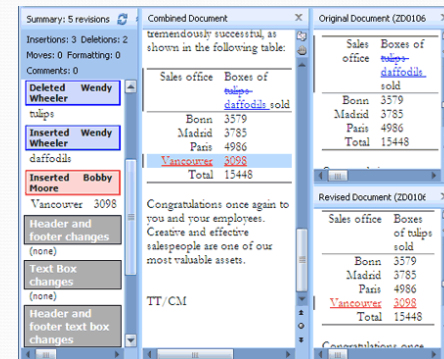 Summary: 5 revisions
Insertions: 3 Deletions: 2
Moves: 0 Formatting: 0
Comments: 0
Deleted Wendy
Wheeler
tulips
Inserted Wendy
Wheeler
daffodils
Inserted Bobby
Moore
Vancouver 3098
Header and
footer changes
(none)
Text Box
changes
(none)
Header and
footer text box
changes
Combined Document X
tremendously successful, as
shown in the following table:
Sales office Boxes of
tulips
daffodils sold
Bonn 3579
Madrid 3785
Paris 4986
Vancouver 3098
Total 15448
Congratulations once again to
you and your employees.
Creative and effective
salespeople are one of our
most valuable assets.
TT/CM
Original Document (ZD0106 X
Sales Boxes of
office tulips
daffodils
sold
Bonn 3579
Madrid 3785
Paris 4986
Total 15448
Revised Document (ZD0106 X
Sales office Boxes
of tulips
sold
Bonn 3579
Madrid 3785
Paris 4986
Vancouver 3098
Total 15448
Congratulations once